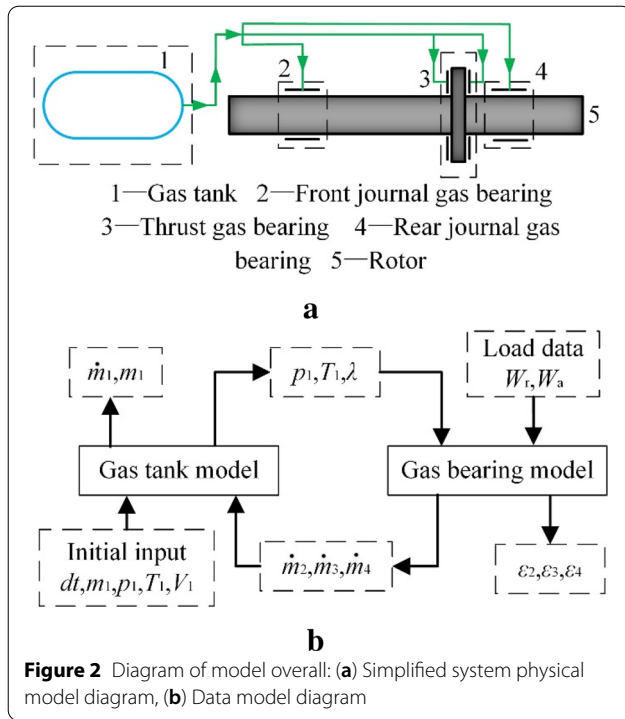 1
2
3
4
5
1—Gas tank 2—Front journal gas bearing
3—Thrust gas bearing 4—Rear journal gas
bearing 5—Rotor
a
ṁ₁,m₁
p₁,T₁,λ
Load data
Wᵣ,Wₐ
Gas tank model
Gas bearing model
Initial input
dt,m₁,p₁,T₁,V₁
ṁ₂,ṁ₃,ṁ₄
ε₂,ε₃,ε₄
b
Figure 2 Diagram of model overall: (a) Simplified system physical
model diagram, (b) Data model diagram